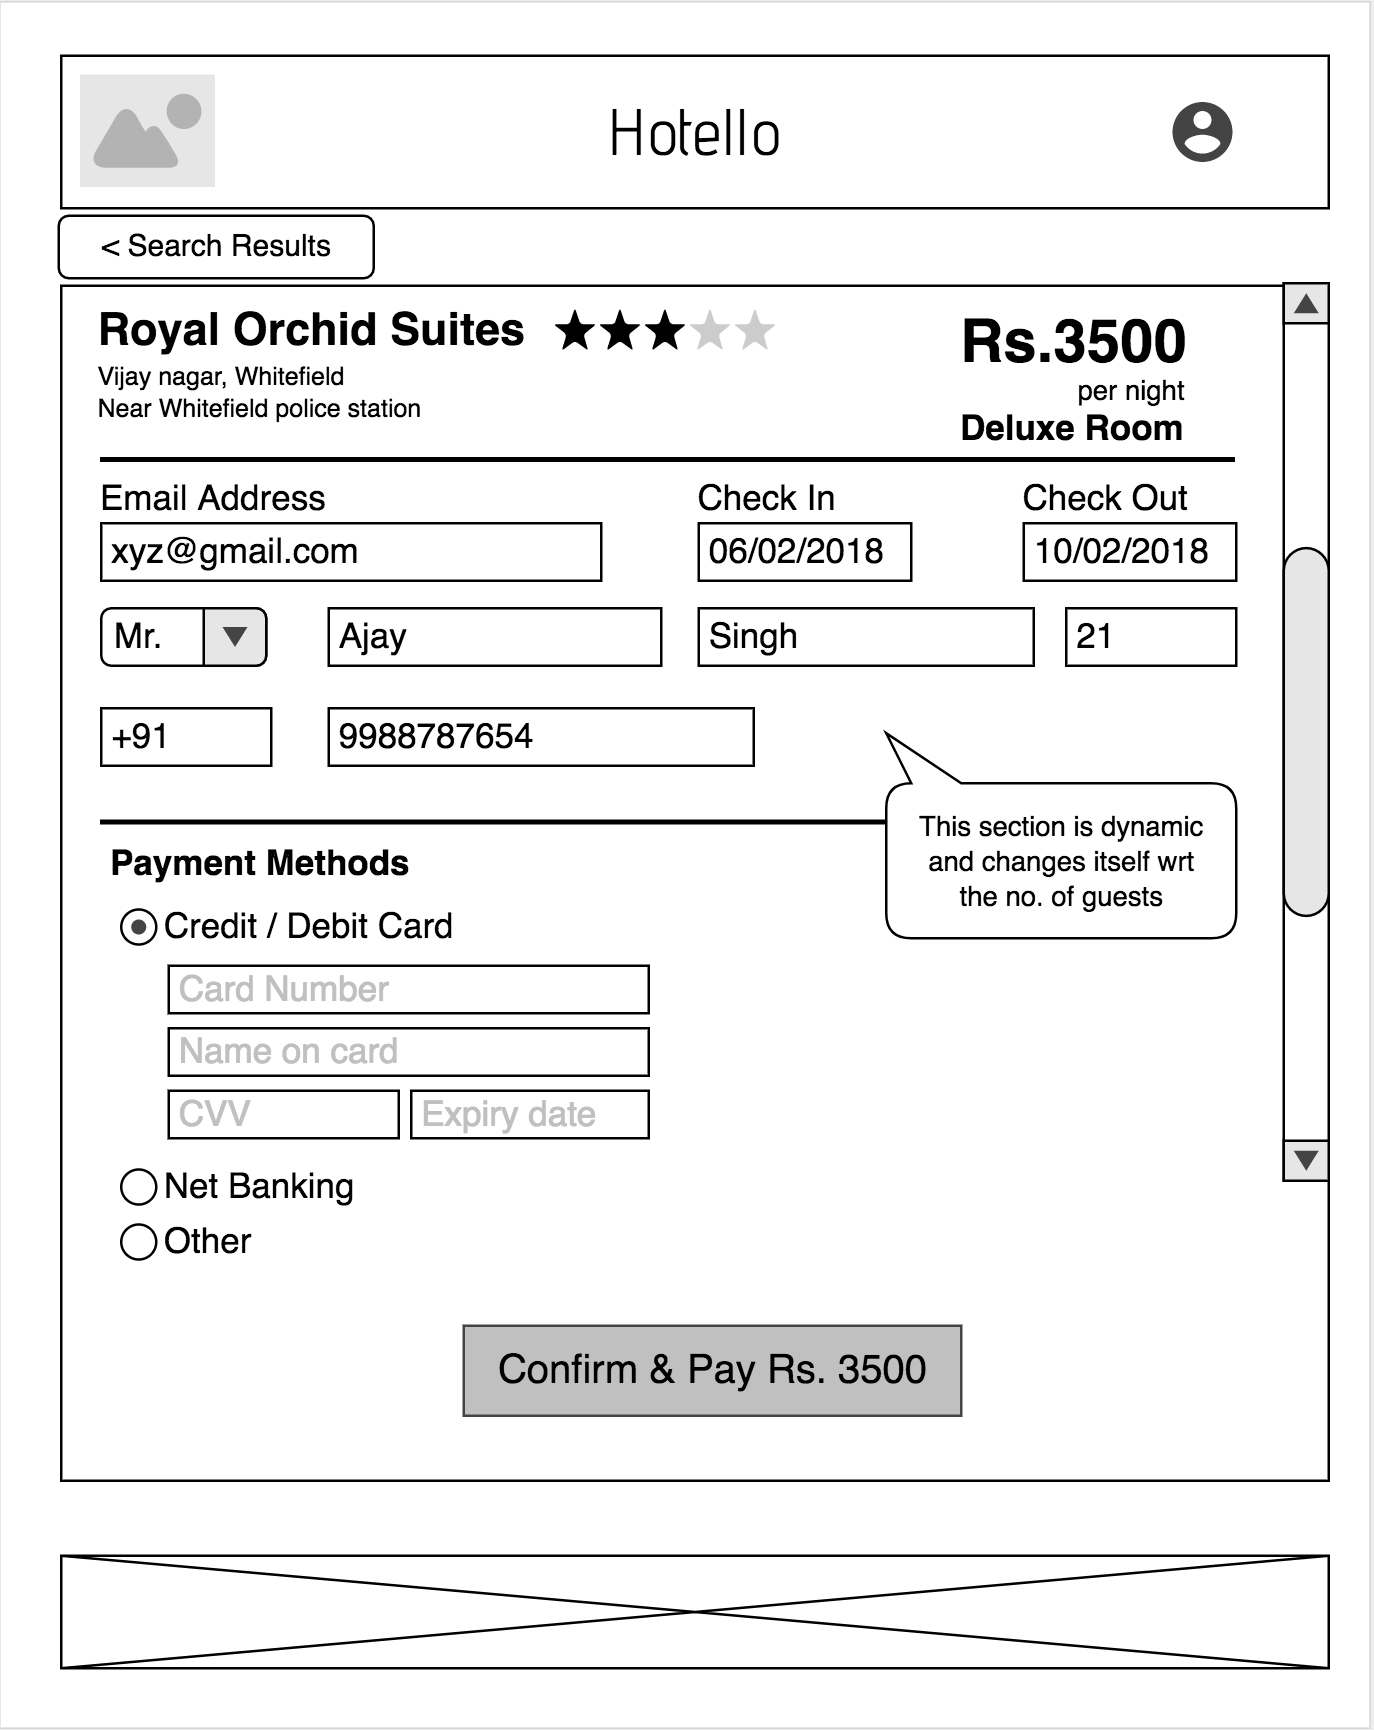 Hotello
< Search Results
Royal Orchid Suites
Vijay nagar, Whitefield
Near Whitefield police station
Rs.3500
per night
Deluxe Room
Email Address
xyz@gmail.com
Check In
06/02/2018
Check Out
10/02/2018
Mr.
Ajay
Singh
21
+91
9988787654
This section is dynamic
and changes itself wrt
the no. of guests
Payment Methods
Credit / Debit Card
Card Number
Name on card
CVV
Expiry date
Net Banking
Other
Confirm & Pay Rs. 3500